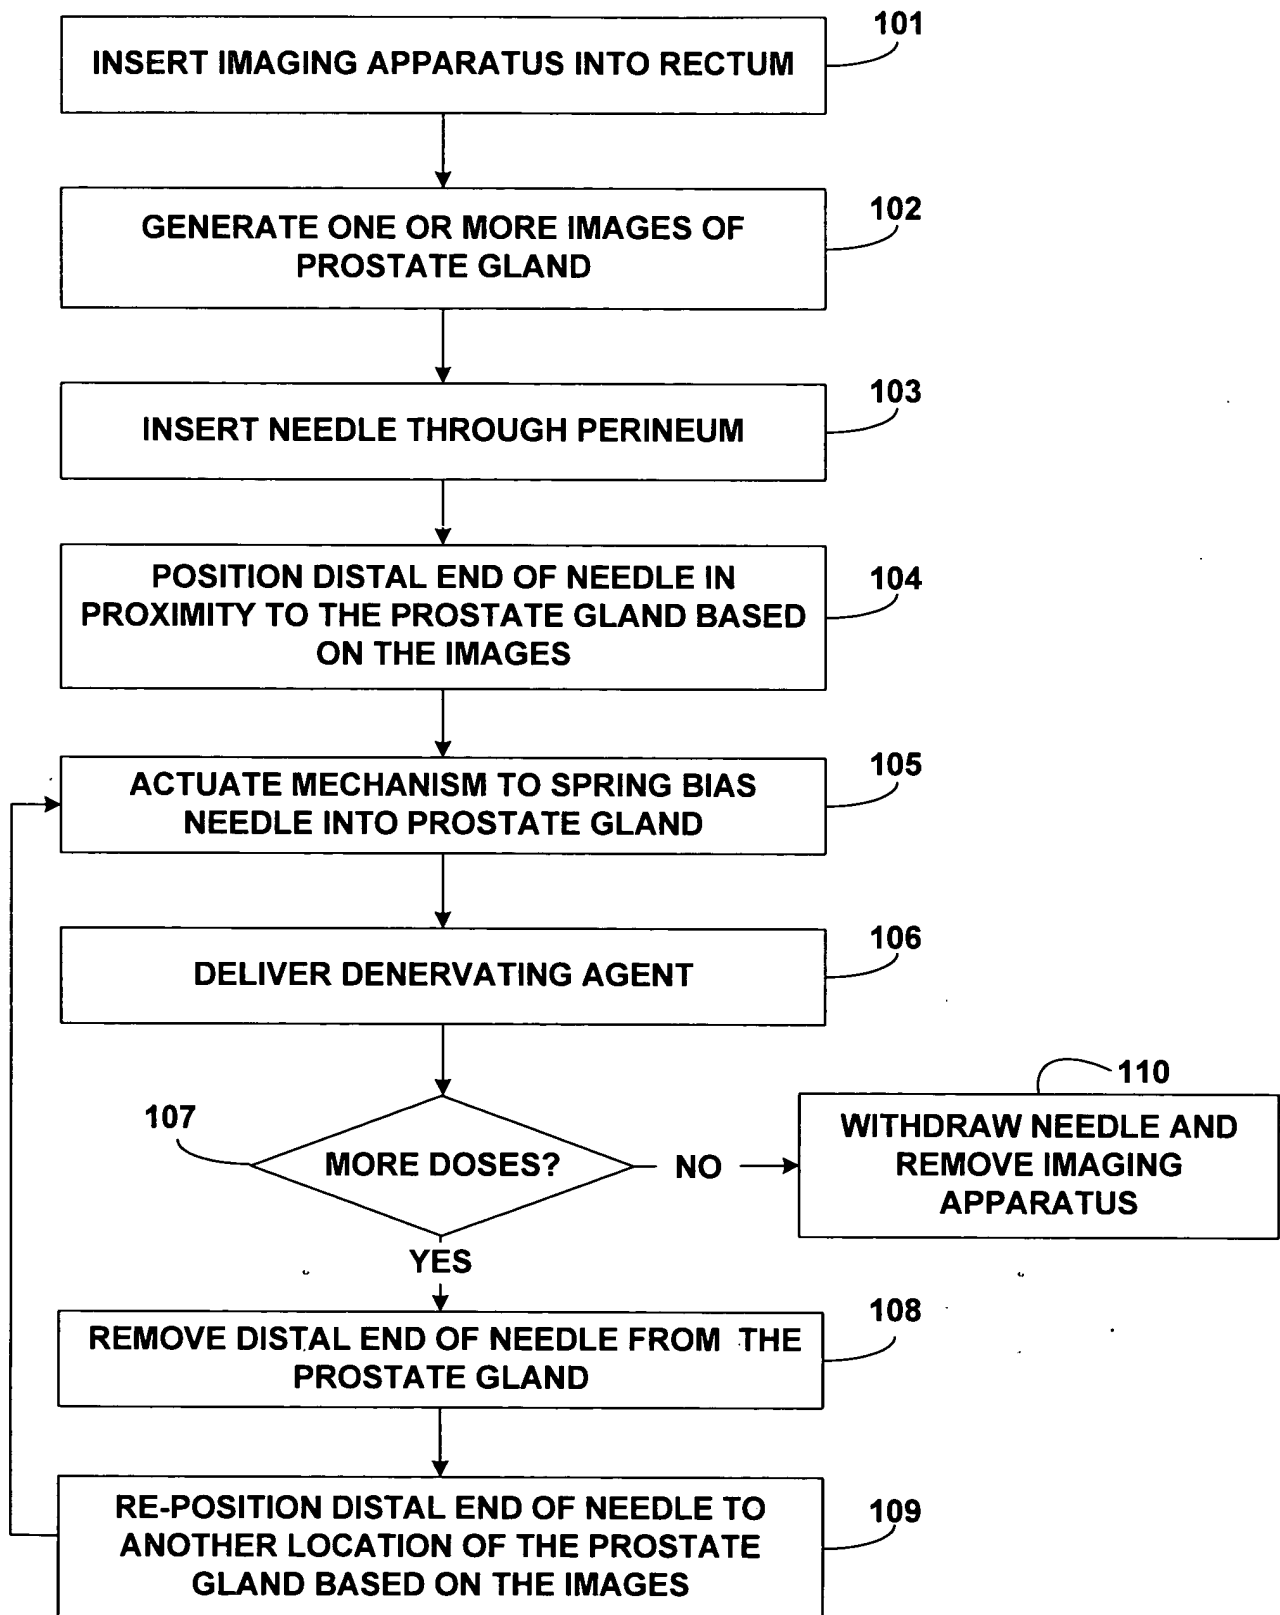 101
INSERT IMAGING APPARATUS INTO RECTUM
102
GENERATE ONE OR MORE IMAGES OF
PROSTATE GLAND
103
INSERT NEEDLE THROUGH PERINEUM
104
POSITION DISTAL END OF NEEDLE IN
PROXIMITY TO THE PROSTATE GLAND BASED
ON THE IMAGES
105
ACTUATE MECHANISM TO SPRING BIAS
NEEDLE INTO PROSTATE GLAND
106
DELIVER DENERVATING AGENT
107
MORE DOSES?
NO
110
WITHDRAW NEEDLE AND
REMOVE IMAGING
APPARATUS
YES
108
REMOVE DISTAL END OF NEEDLE FROM THE
PROSTATE GLAND
109
RE-POSITION DISTAL END OF NEEDLE TO
ANOTHER LOCATION OF THE PROSTATE
GLAND BASED ON THE IMAGES